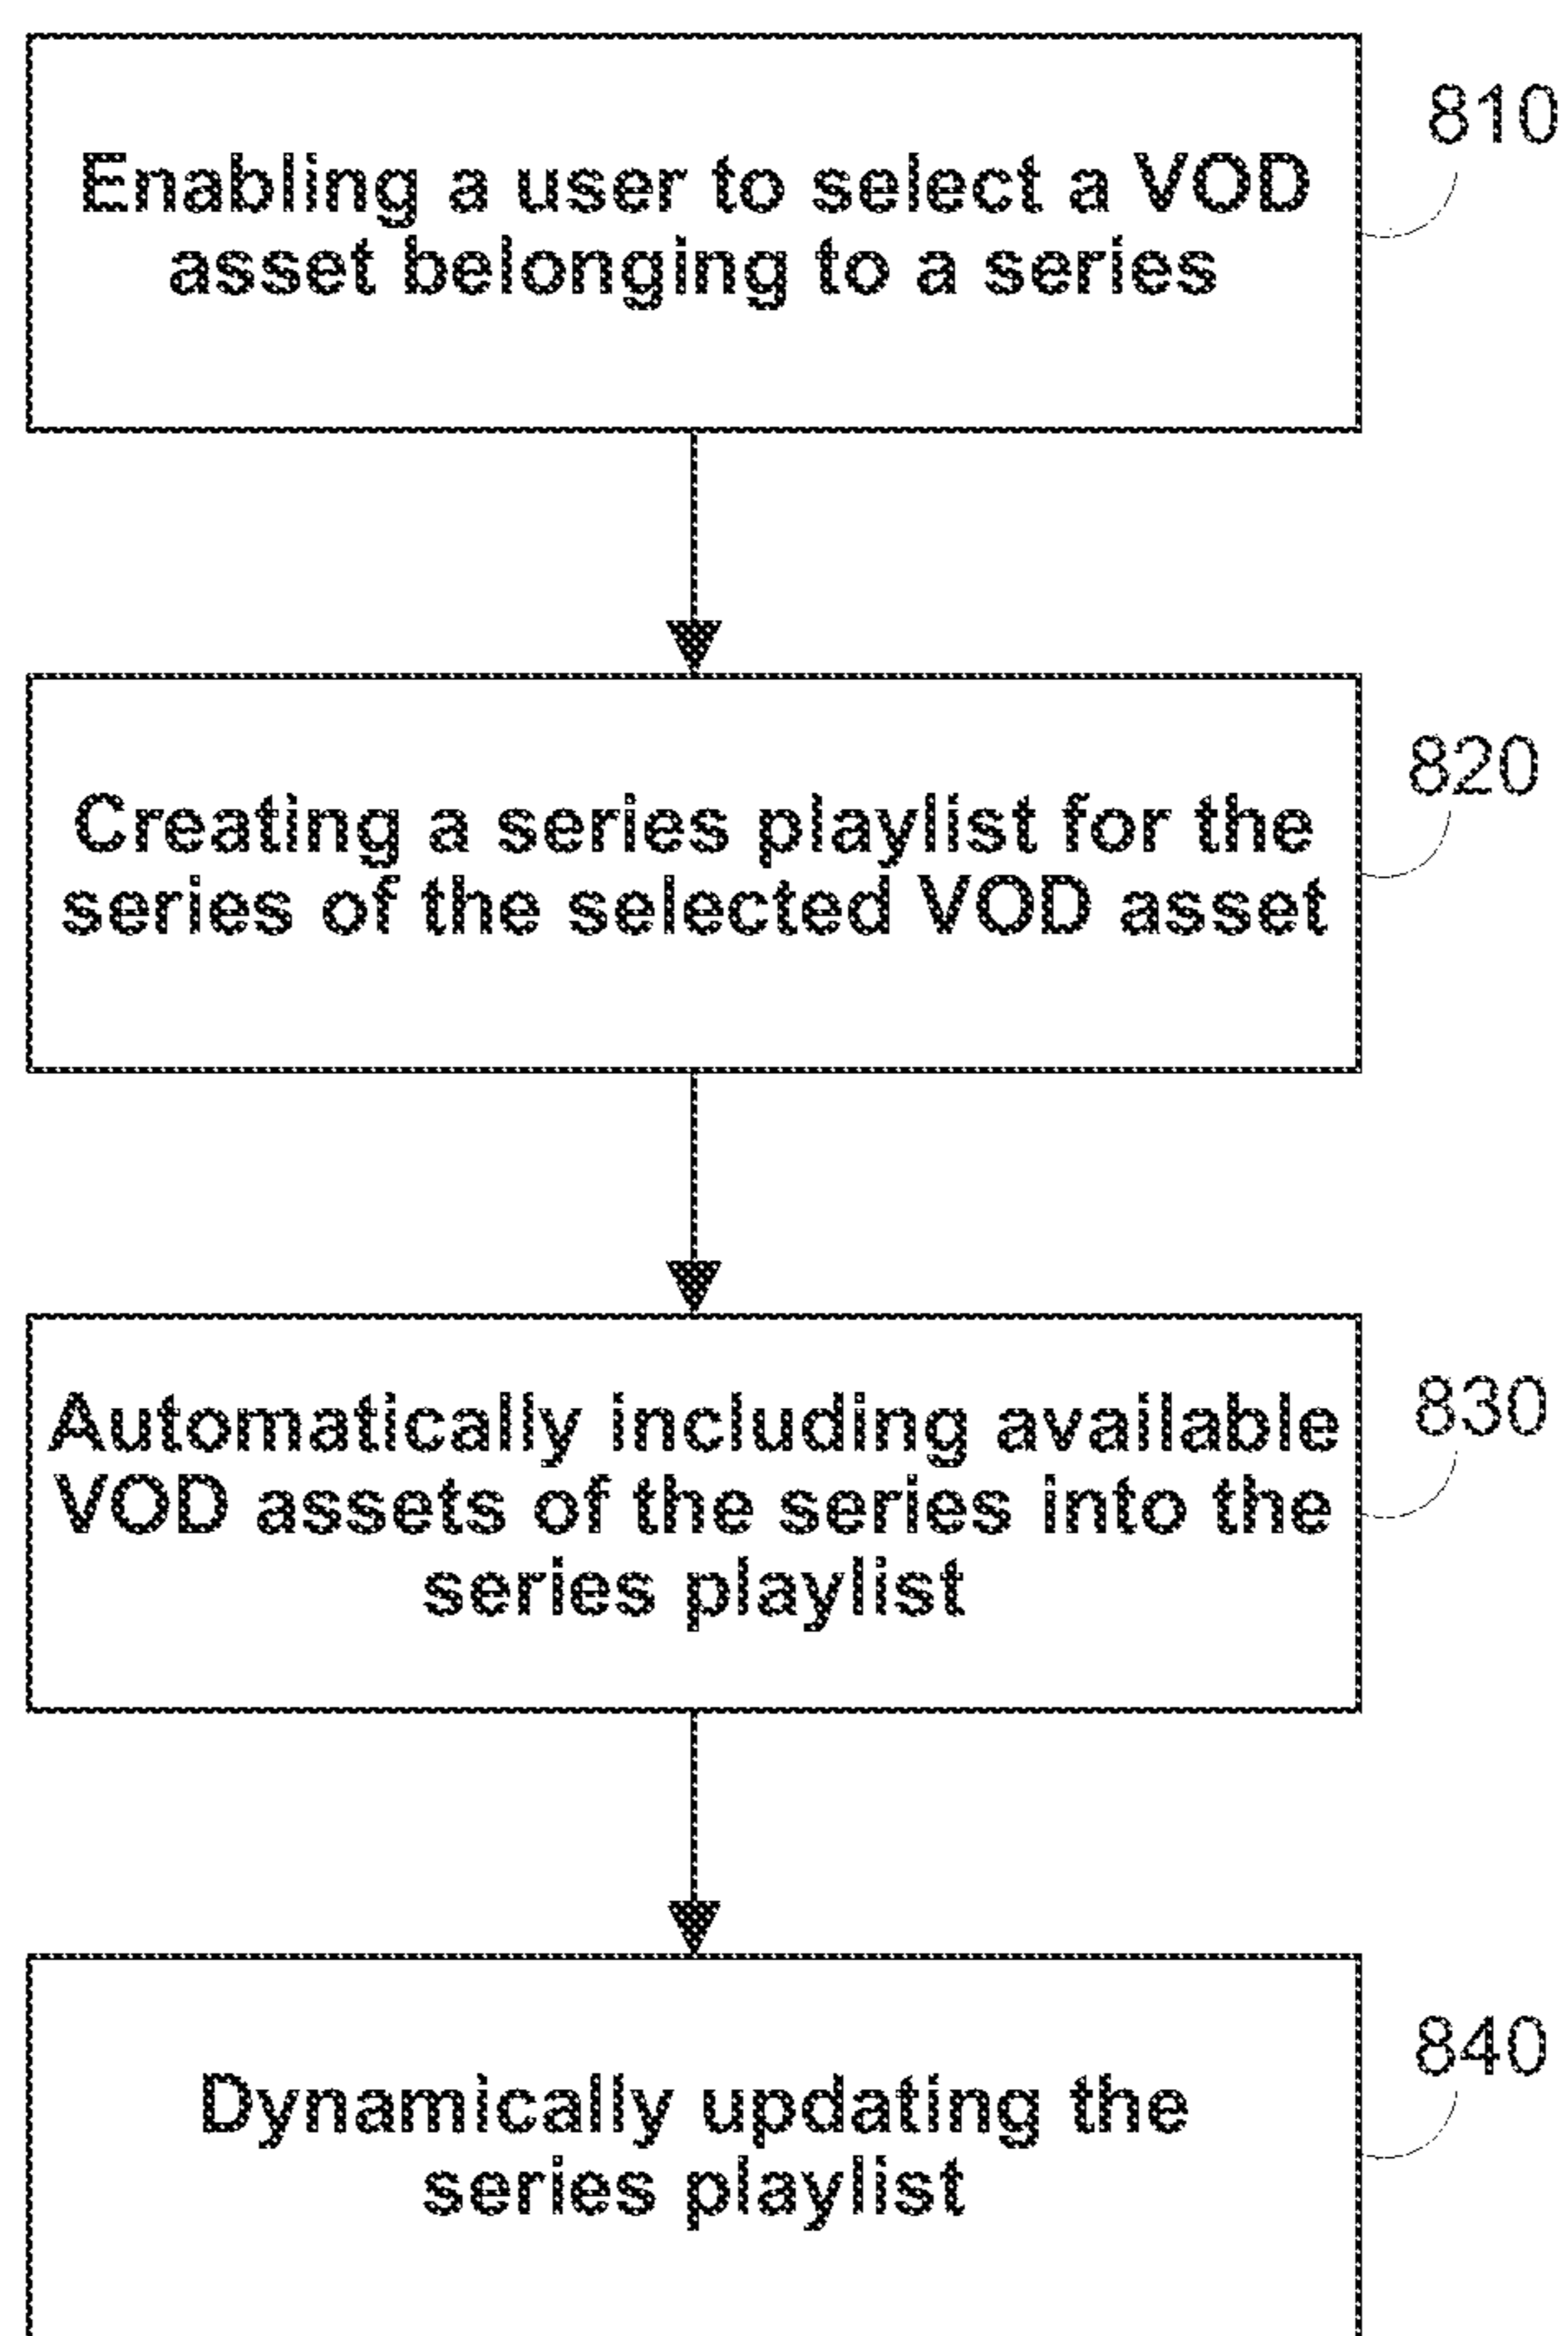 810
Enabling a user to select a VOD
asset belonging to a series
820
Creating a series playlist for the
series of the selected VOD asset
830
Automatically including available
VOD assets of the series into the
series playlist
840
Dynamically updating the
series playlist